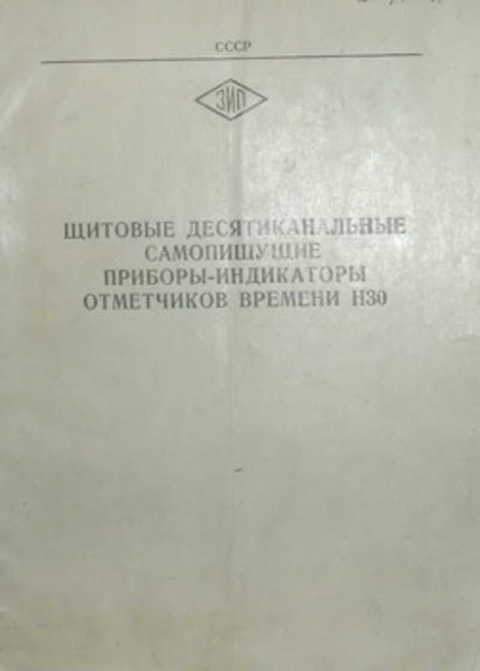 СССР
ЗИП
ЩИТОВЫЕ ДЕСЯТИКАНАЛЬНЫЕ
САМОПИШУЩИЕ
ПРИБОРЫ-ИНДИКАТОРЫ
ОТМЕТЧИКОВ ВРЕМЕНИ Н30